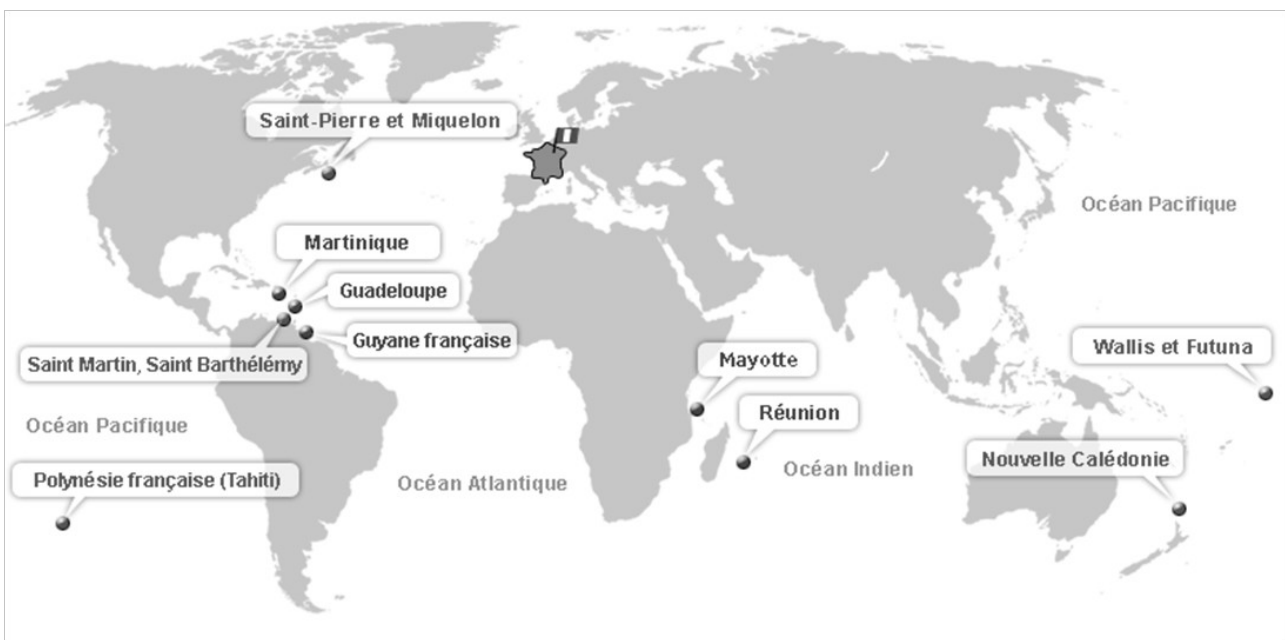 Saint-Pierre et Miquelon
Océan Pacifique
Martinique
Guadeloupe
Guyane française
Saint Martin, Saint Barthélémy
Mayotte
Wallis et Futuna
Réunion
Océan Pacifique
Nouvelle Calédonie
Océan Indien
Polynésie française (Tahiti)
Océan Atlantique